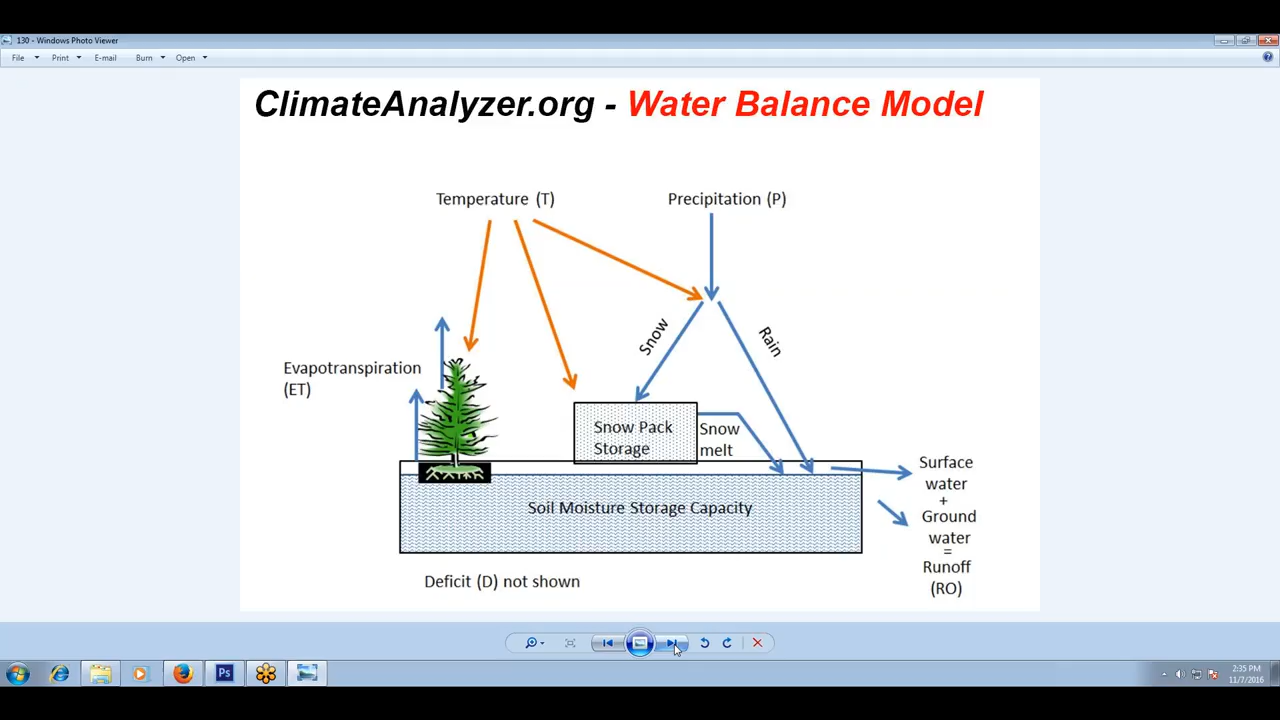 130 - Windows Photo Viewer
File Print E-mail Burn Open
ClimateAnalyzer.org - Water Balance Model
Temperature (T)
Precipitation (P)
Snow
Rain
Evapotranspiration
(ET)
Snow Pack
Storage
Snow
melt
Surface
water
+
Ground
water
=
Runoff
(RO)
Soil Moisture Storage Capacity
Deficit (D) not shown
Ps
2:35 PM
11/7/2016